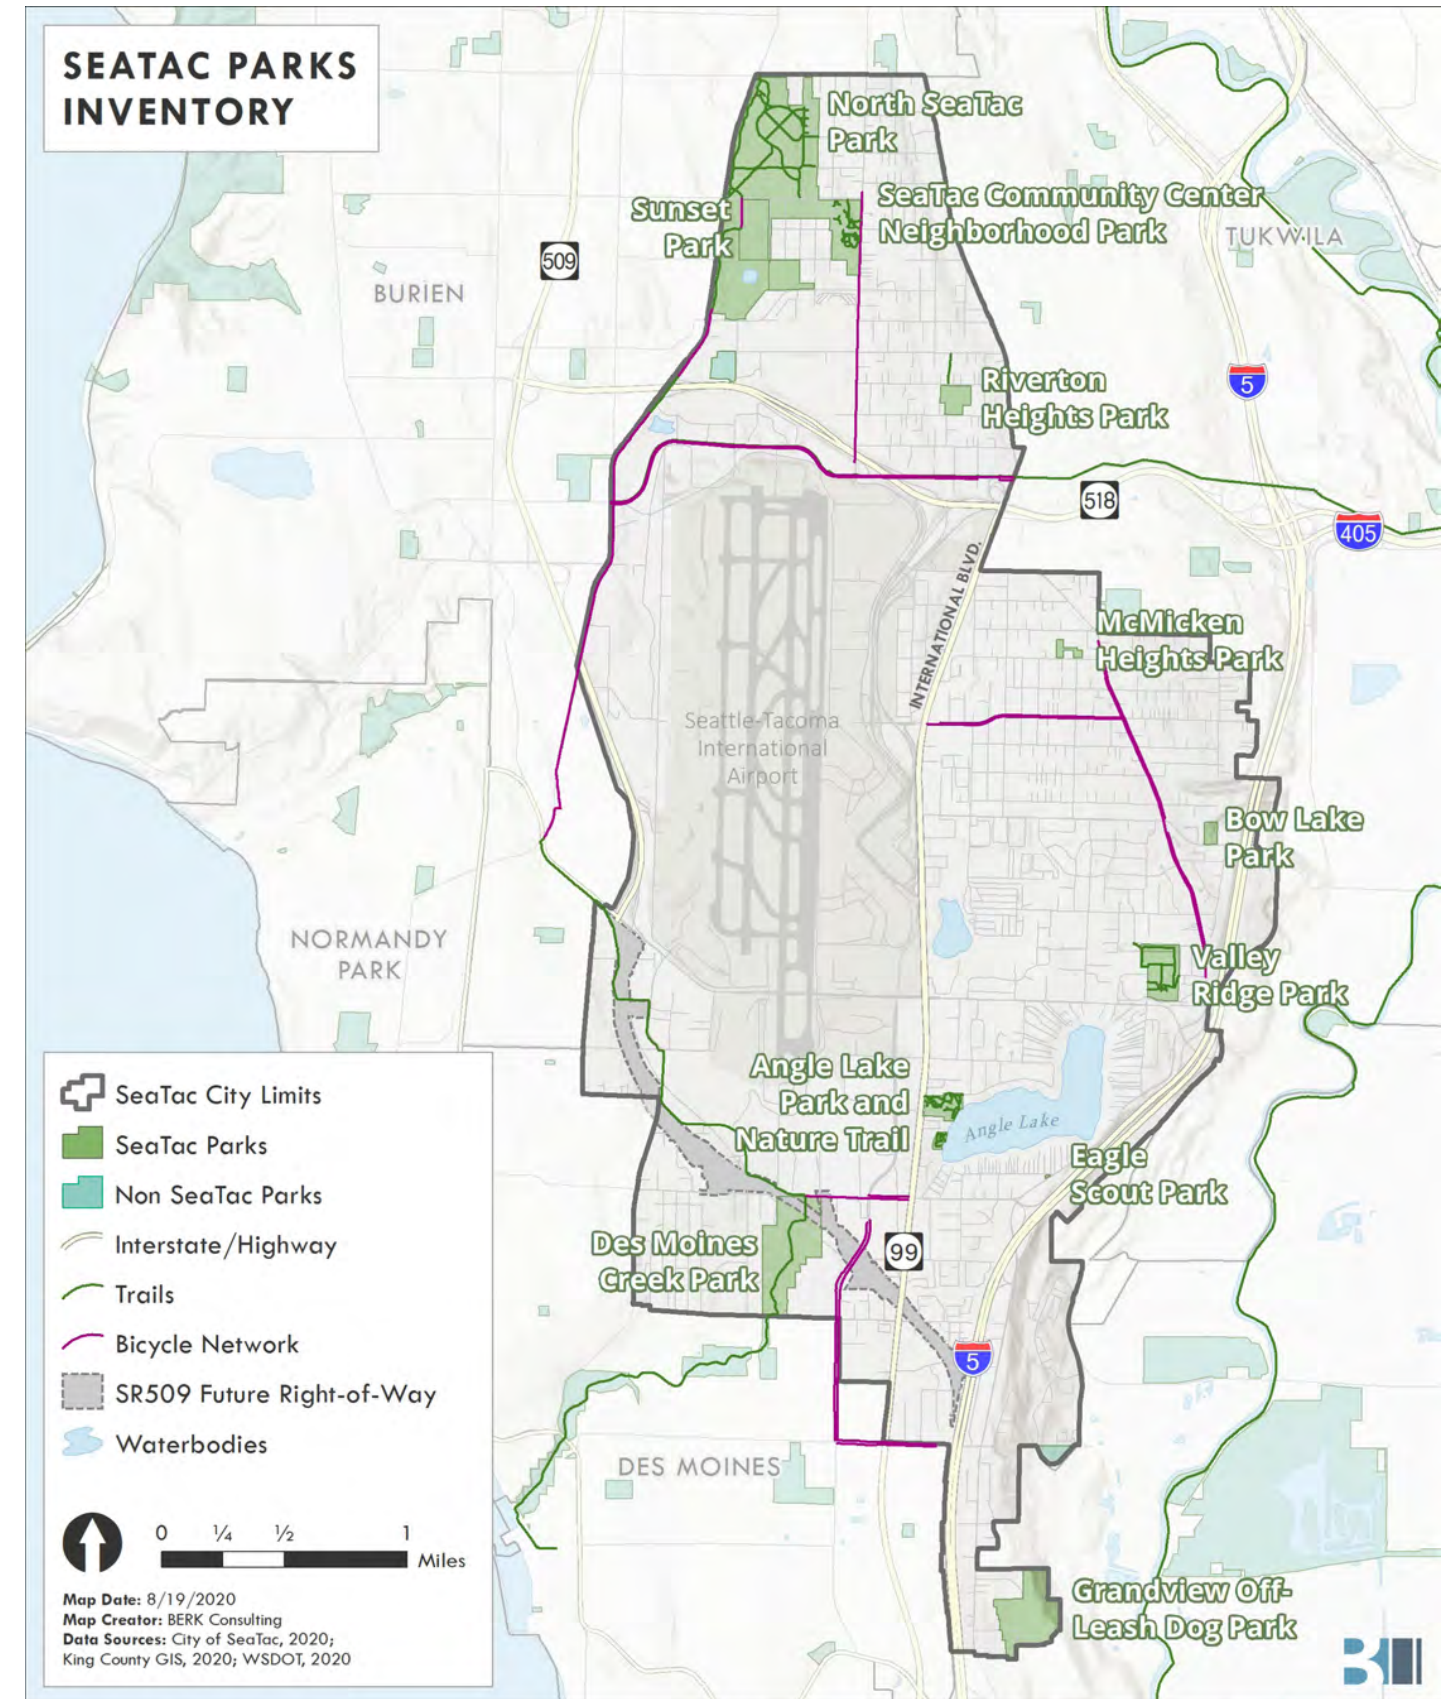 SEATAC PARKS
INVENTORY
North SeaTac
Park
SeaTac Community Center
Neighborhood Park
Sunset
Park
TUKWILA
509
BURIEN
5
Riverton
Heights Park
518
405
INTERNATIONAL BLVD.
McMicken
Heights Park
Seattle-Tacoma
International
Airport
Bow Lake
Park
NORMANDY
PARK
Valley
Ridge Park
Angle Lake
Park and
Nature Trail
Angle Lake
Eagle
Scout Park
Des Moines
Creek Park
99
5
DES MOINES
Grandview Off-
Leash Dog Park
SeaTac City Limits
SeaTac Parks
Non SeaTac Parks
Interstate/Highway
Trails
Bicycle Network
SR509 Future Right-of-Way
Waterbodies
0 1/4 1/2 1
Miles
Map Date: 8/19/2020
Map Creator: BERK Consulting
Data Sources: City of SeaTac, 2020;
King County GIS, 2020; WSDOT, 2020